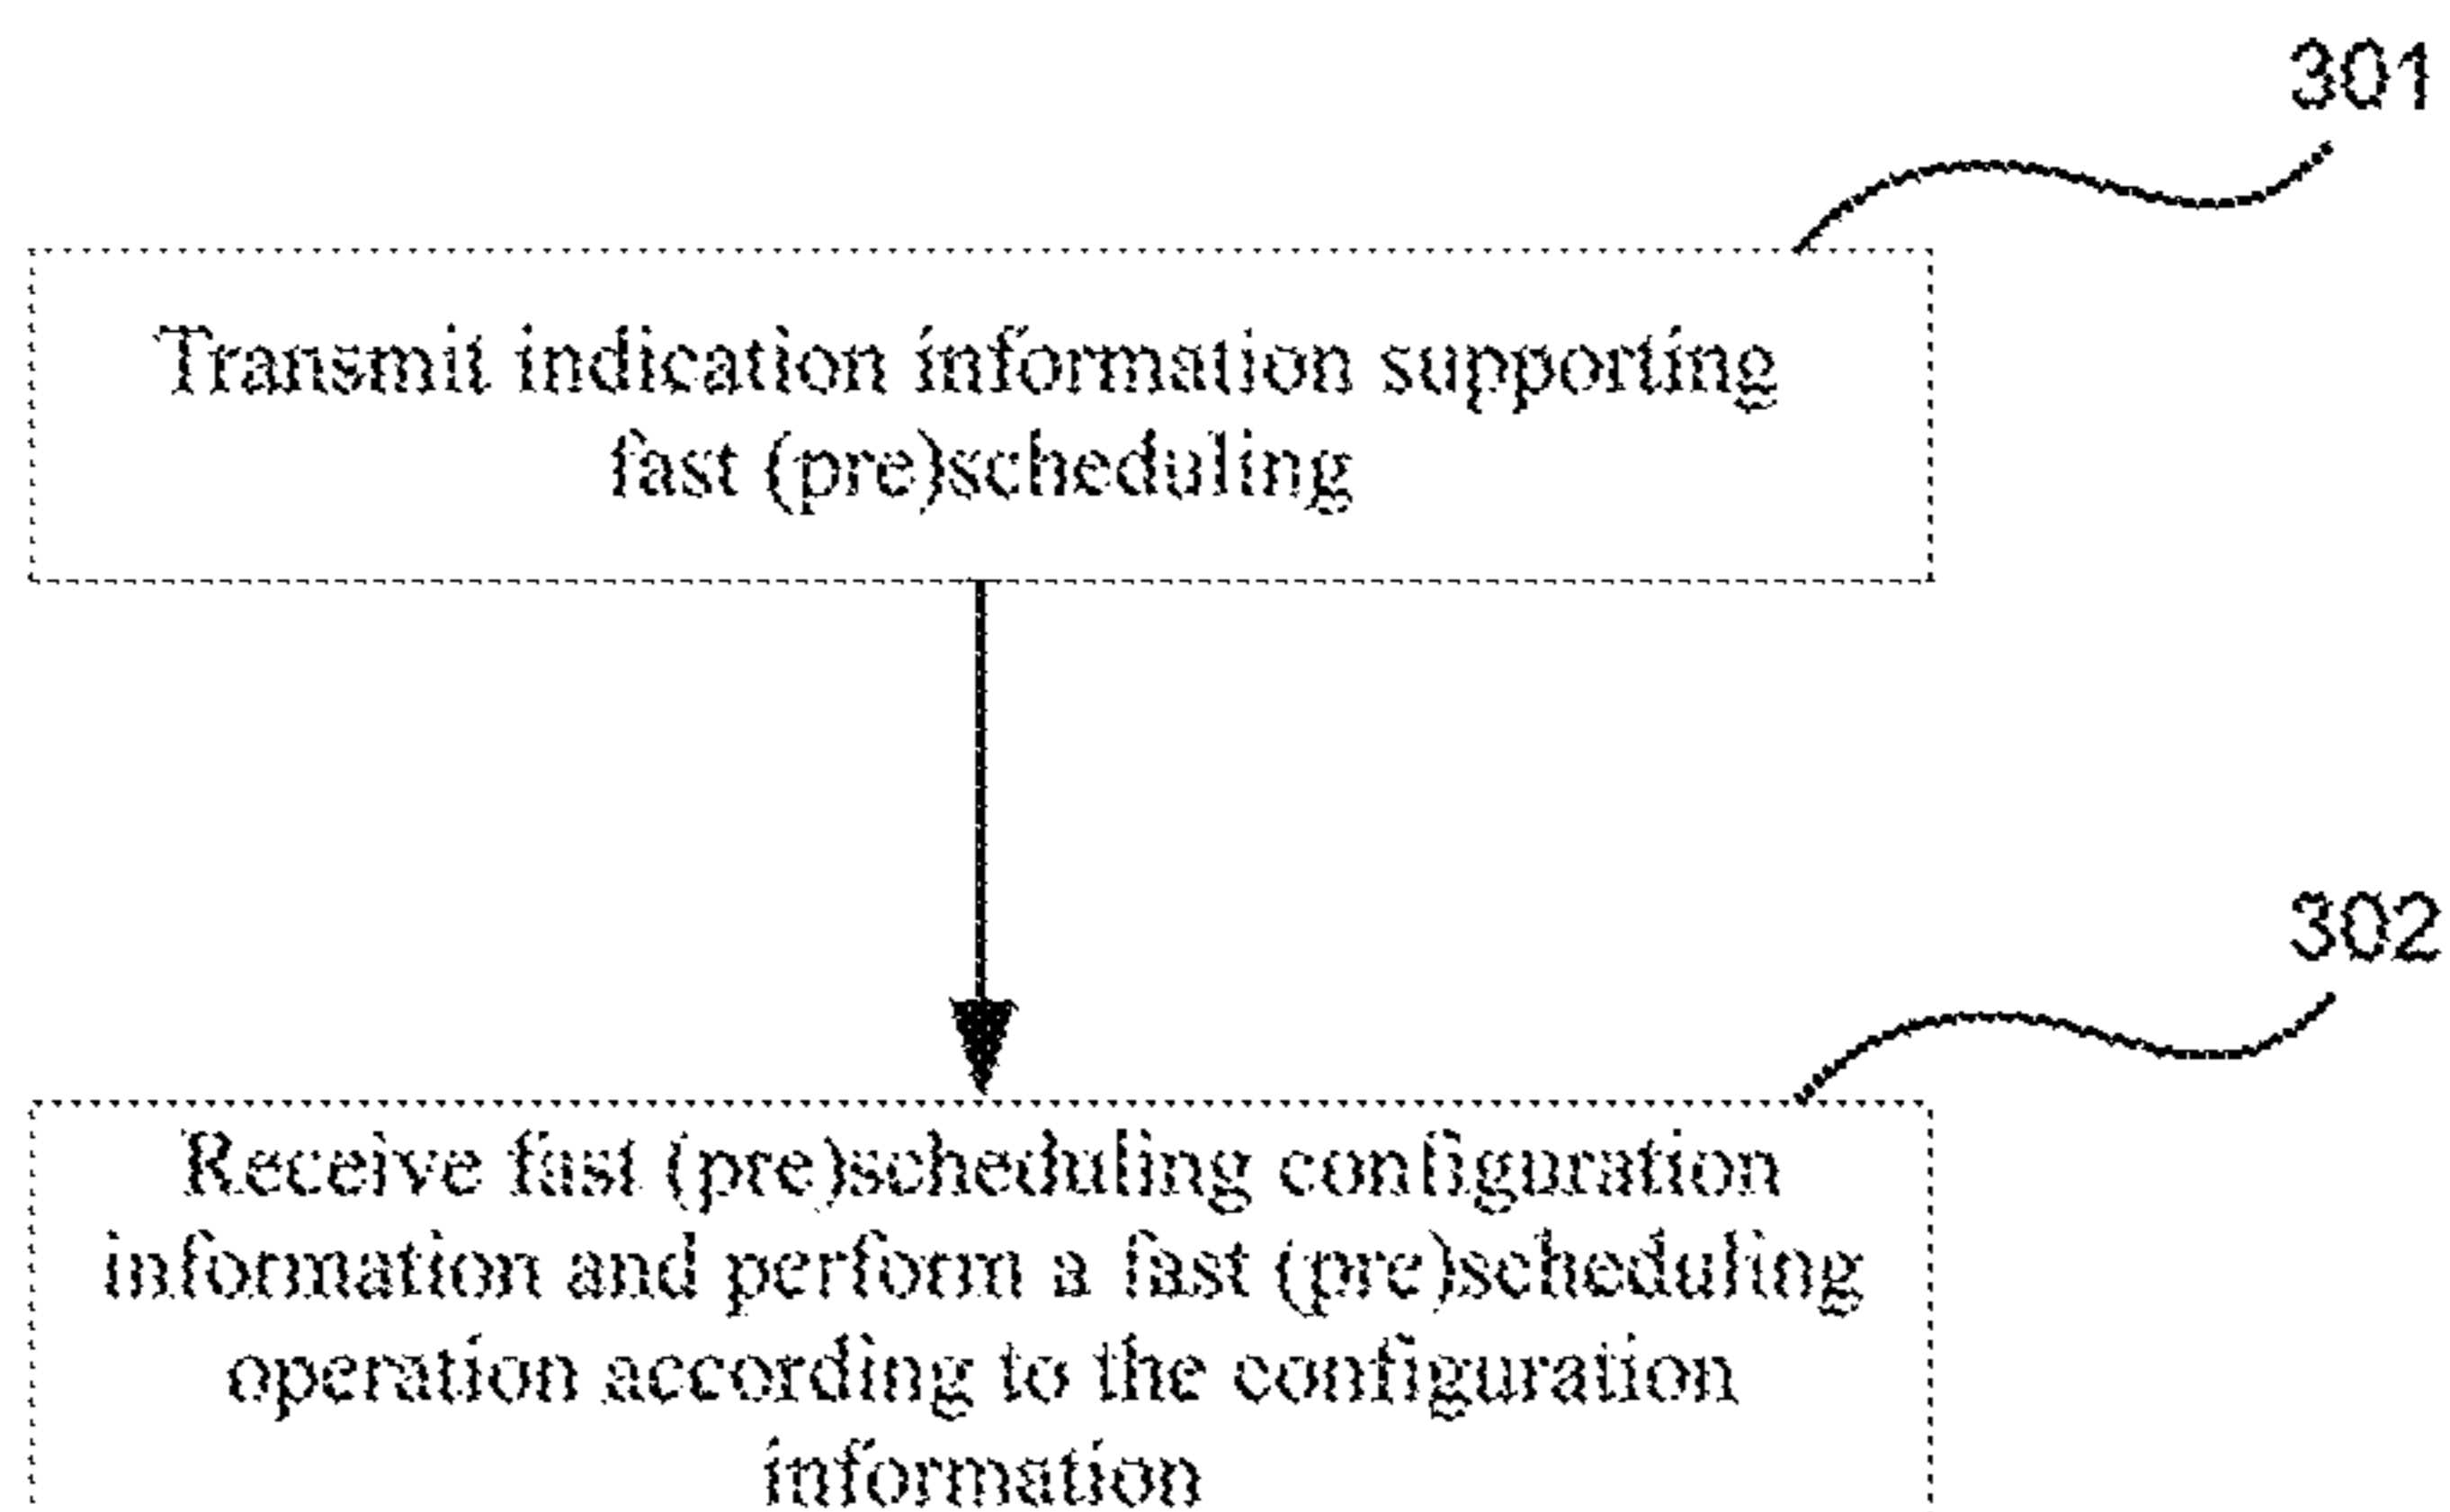 301
Transmit indication information supporting
fast (pre)scheduling
302
Receive fast (pre)scheduling configuration
information and perform a fast (pre)scheduling
operation according to the configuration
information